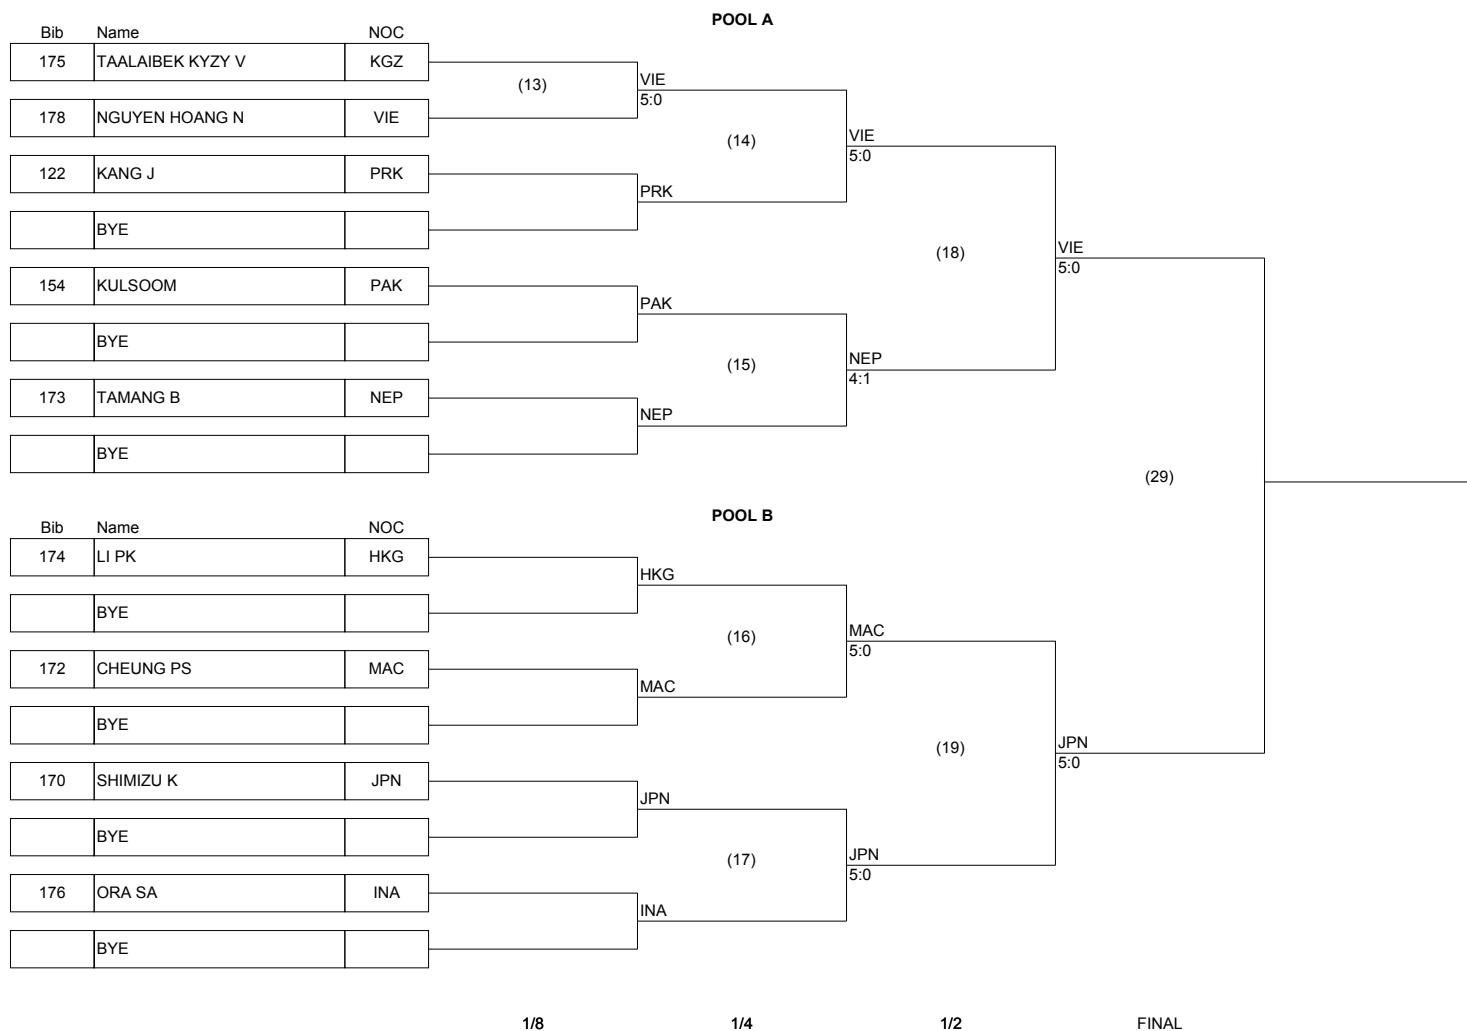 POOL A
Bib Name NOC
175 TAALAIBEK KYZY V KGZ
(13)
VIE
5:0
178 NGUYEN HOANG N VIE
(14)
VIE
5:0
122 KANG J PRK
PRK
BYE
(18)
VIE
5:0
154 KULSOOM PAK
PAK
BYE
(15)
NEP
4:1
173 TAMANG B NEP
NEP
BYE
(29)
POOL B
Bib Name NOC
174 LI PK HKG
HKG
BYE
(16)
MAC
5:0
172 CHEUNG PS MAC
MAC
BYE
(19)
JPN
5:0
170 SHIMIZU K JPN
JPN
BYE
(17)
JPN
5:0
176 ORA SA INA
INA
BYE
1/8 1/4 1/2 FINAL